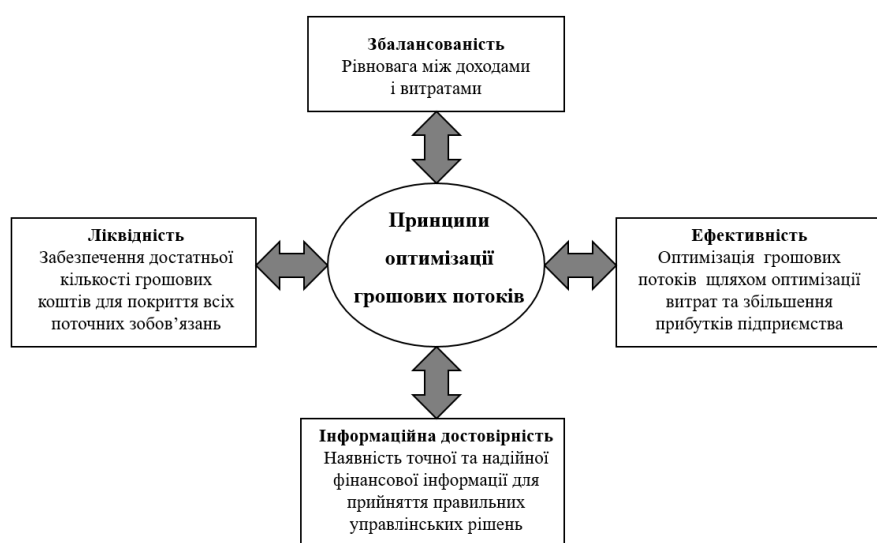 Збалансованість
Рівновага між доходами
і витратами
Принципи
оптимізації
грошових потоків
Ліквідність
Забезпечення достатньої
кількості грошових
коштів для покриття всіх
поточних зобов’язань
Ефективність
Оптимізація грошових
потоків щляхом оптимізації
витрат та збільшення
прибутків підприємства
Інформаційна достовірність
Наявність точної та надійної
фінансової інформації для
прийняття правильних
управлінських рішень